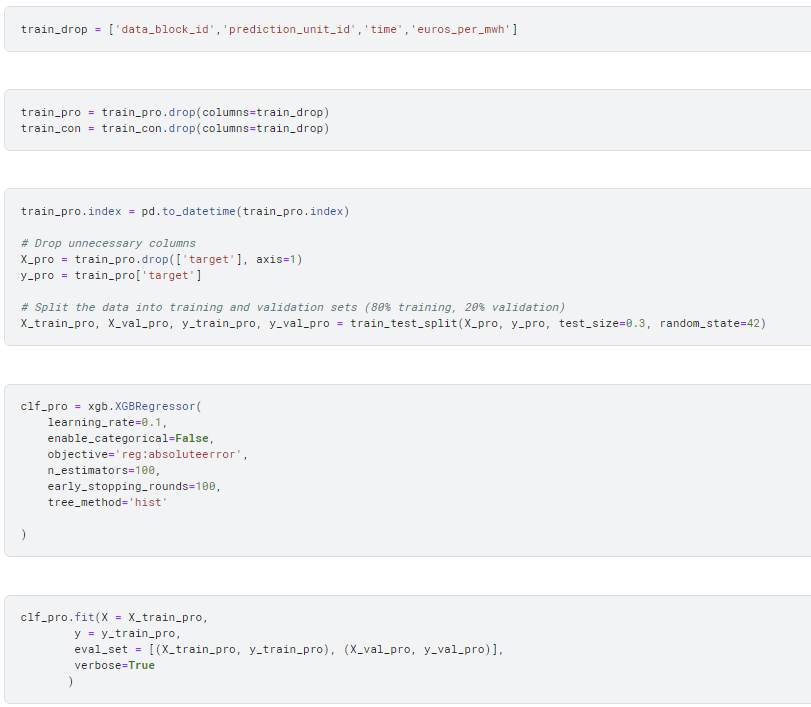 train_drop = ['data_block_id','prediction_unit_id','time','euros_per_mwh']
train_pro = train_pro.drop(columns=train_drop)
train_con = train_con.drop(columns=train_drop)
train_pro.index = pd.to_datetime(train_pro.index)
# Drop unnecessary columns
X_pro = train_pro.drop(['target'], axis=1)
y_pro = train_pro['target']
# Split the data into training and validation sets (80% training, 20% validation)
X_train_pro, X_val_pro, y_train_pro, y_val_pro = train_test_split(X_pro, y_pro, test_size=0.3, random_state=42)
clf_pro = xgb.XGBRegressor(
    learning_rate=0.1,
    enable_categorical=False,
    objective='reg:absoluteerror',
    n_estimators=100,
    early_stopping_rounds=100,
    tree_method='hist'
)
clf_pro.fit(X = X_train_pro,
        y = y_train_pro,
        eval_set = [(X_train_pro, y_train_pro), (X_val_pro, y_val_pro)],
        verbose=True
       )